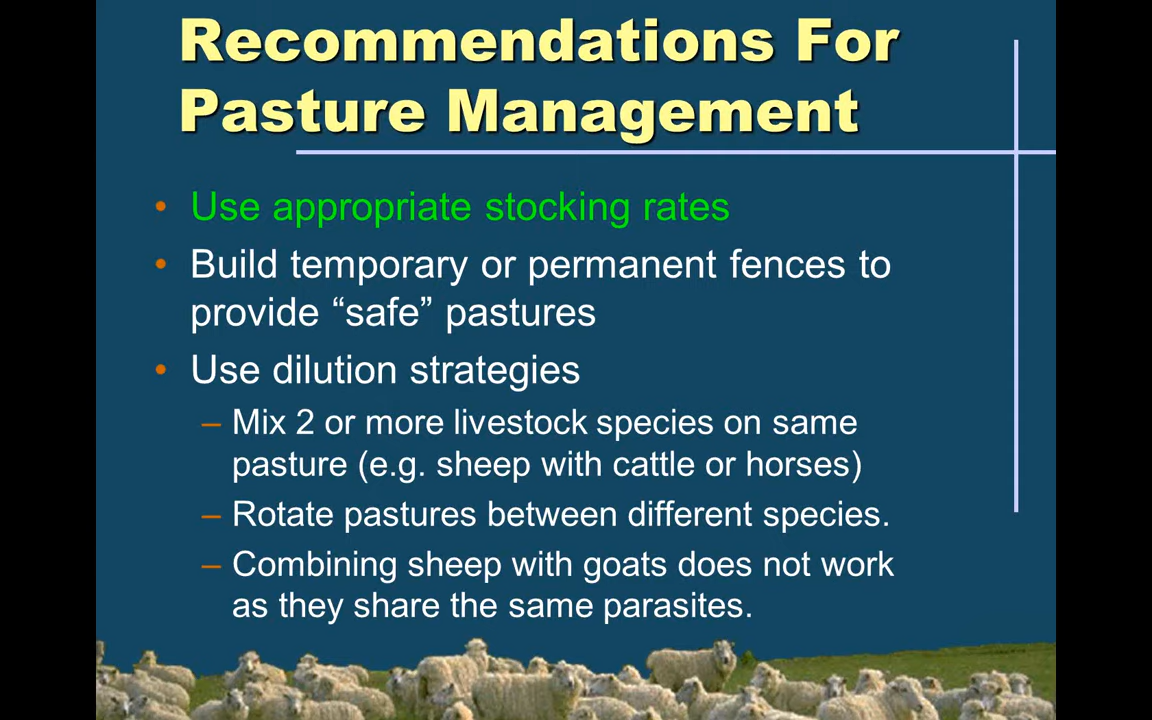 Recommendations For
Pasture Management
• Use appropriate stocking rates
• Build temporary or permanent fences to
provide “safe” pastures
• Use dilution strategies
– Mix 2 or more livestock species on same
pasture (e.g. sheep with cattle or horses)
– Rotate pastures between different species.
– Combining sheep with goats does not work
as they share the same parasites.